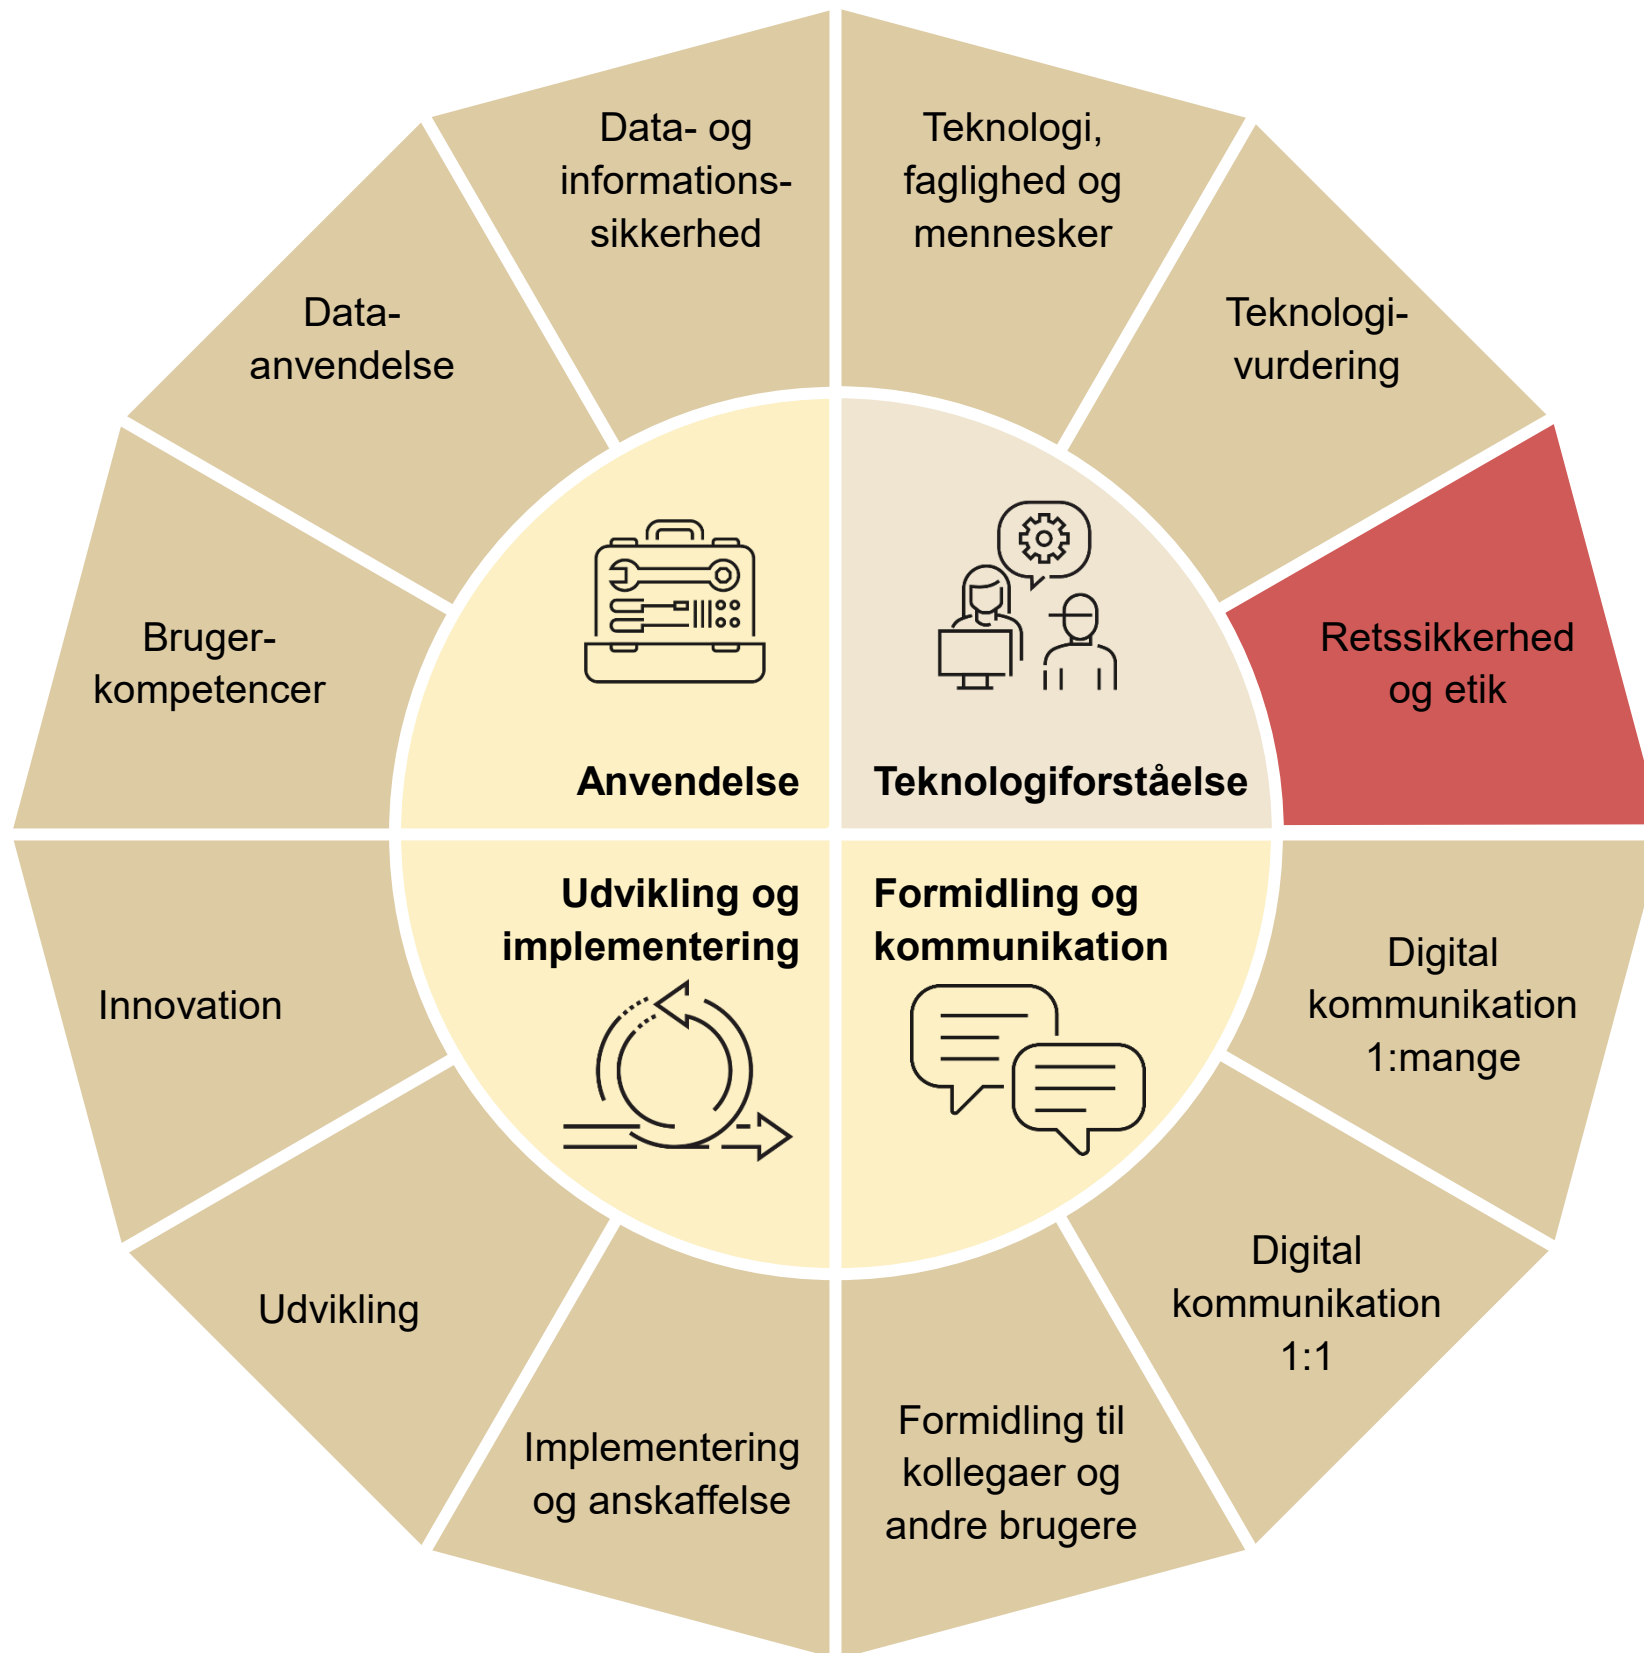 Data- og
informations-
sikkerhed
Teknologi,
faglighed og
mennesker
Teknologi-
vurdering
Retssikkerhed
og etik
Digital
kommunikation
1:mange
Digital
kommunikation
1:1
Formidling til
kollegaer og
andre brugere
Implementering
og anskaffelse
Udvikling
Innovation
Bruger-
kompetencer
Data-
anvendelse
Anvendelse
Teknologiforståelse
Udvikling og
implementering
Formidling og
kommunikation